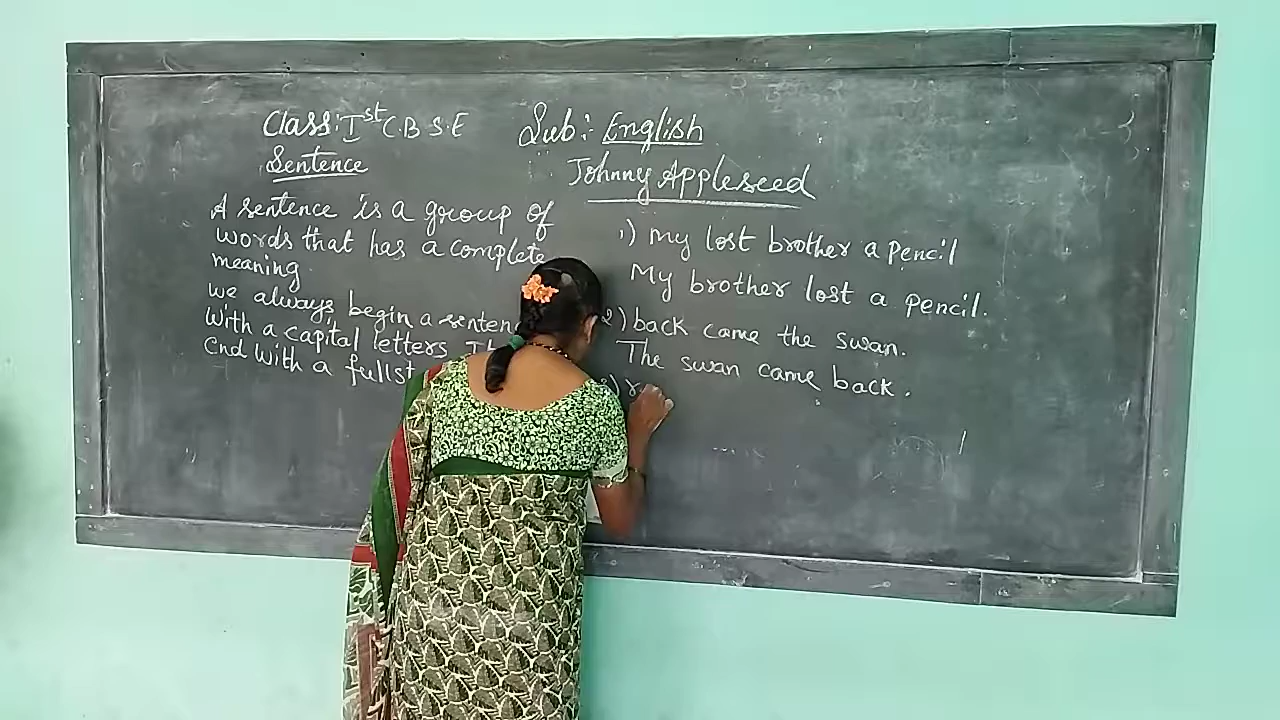 Class: Ist C.B.S.E
Sub:- English
Sentence
Johnny Appleseed
A sentence is a group of
words that has a complete
meaning.
we always begin a sentenc
with a capital letters
End with a fullst
1) My lost brother a pencil
My brother lost a pencil.
2) back came the swan.
The swan came back.